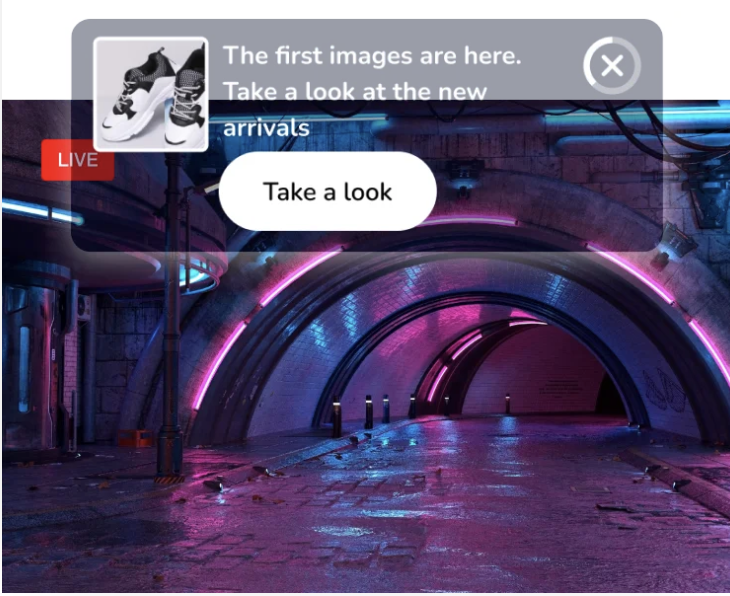 The first images are here.
Take a look at the new
arrivals
LIVE
Take a look